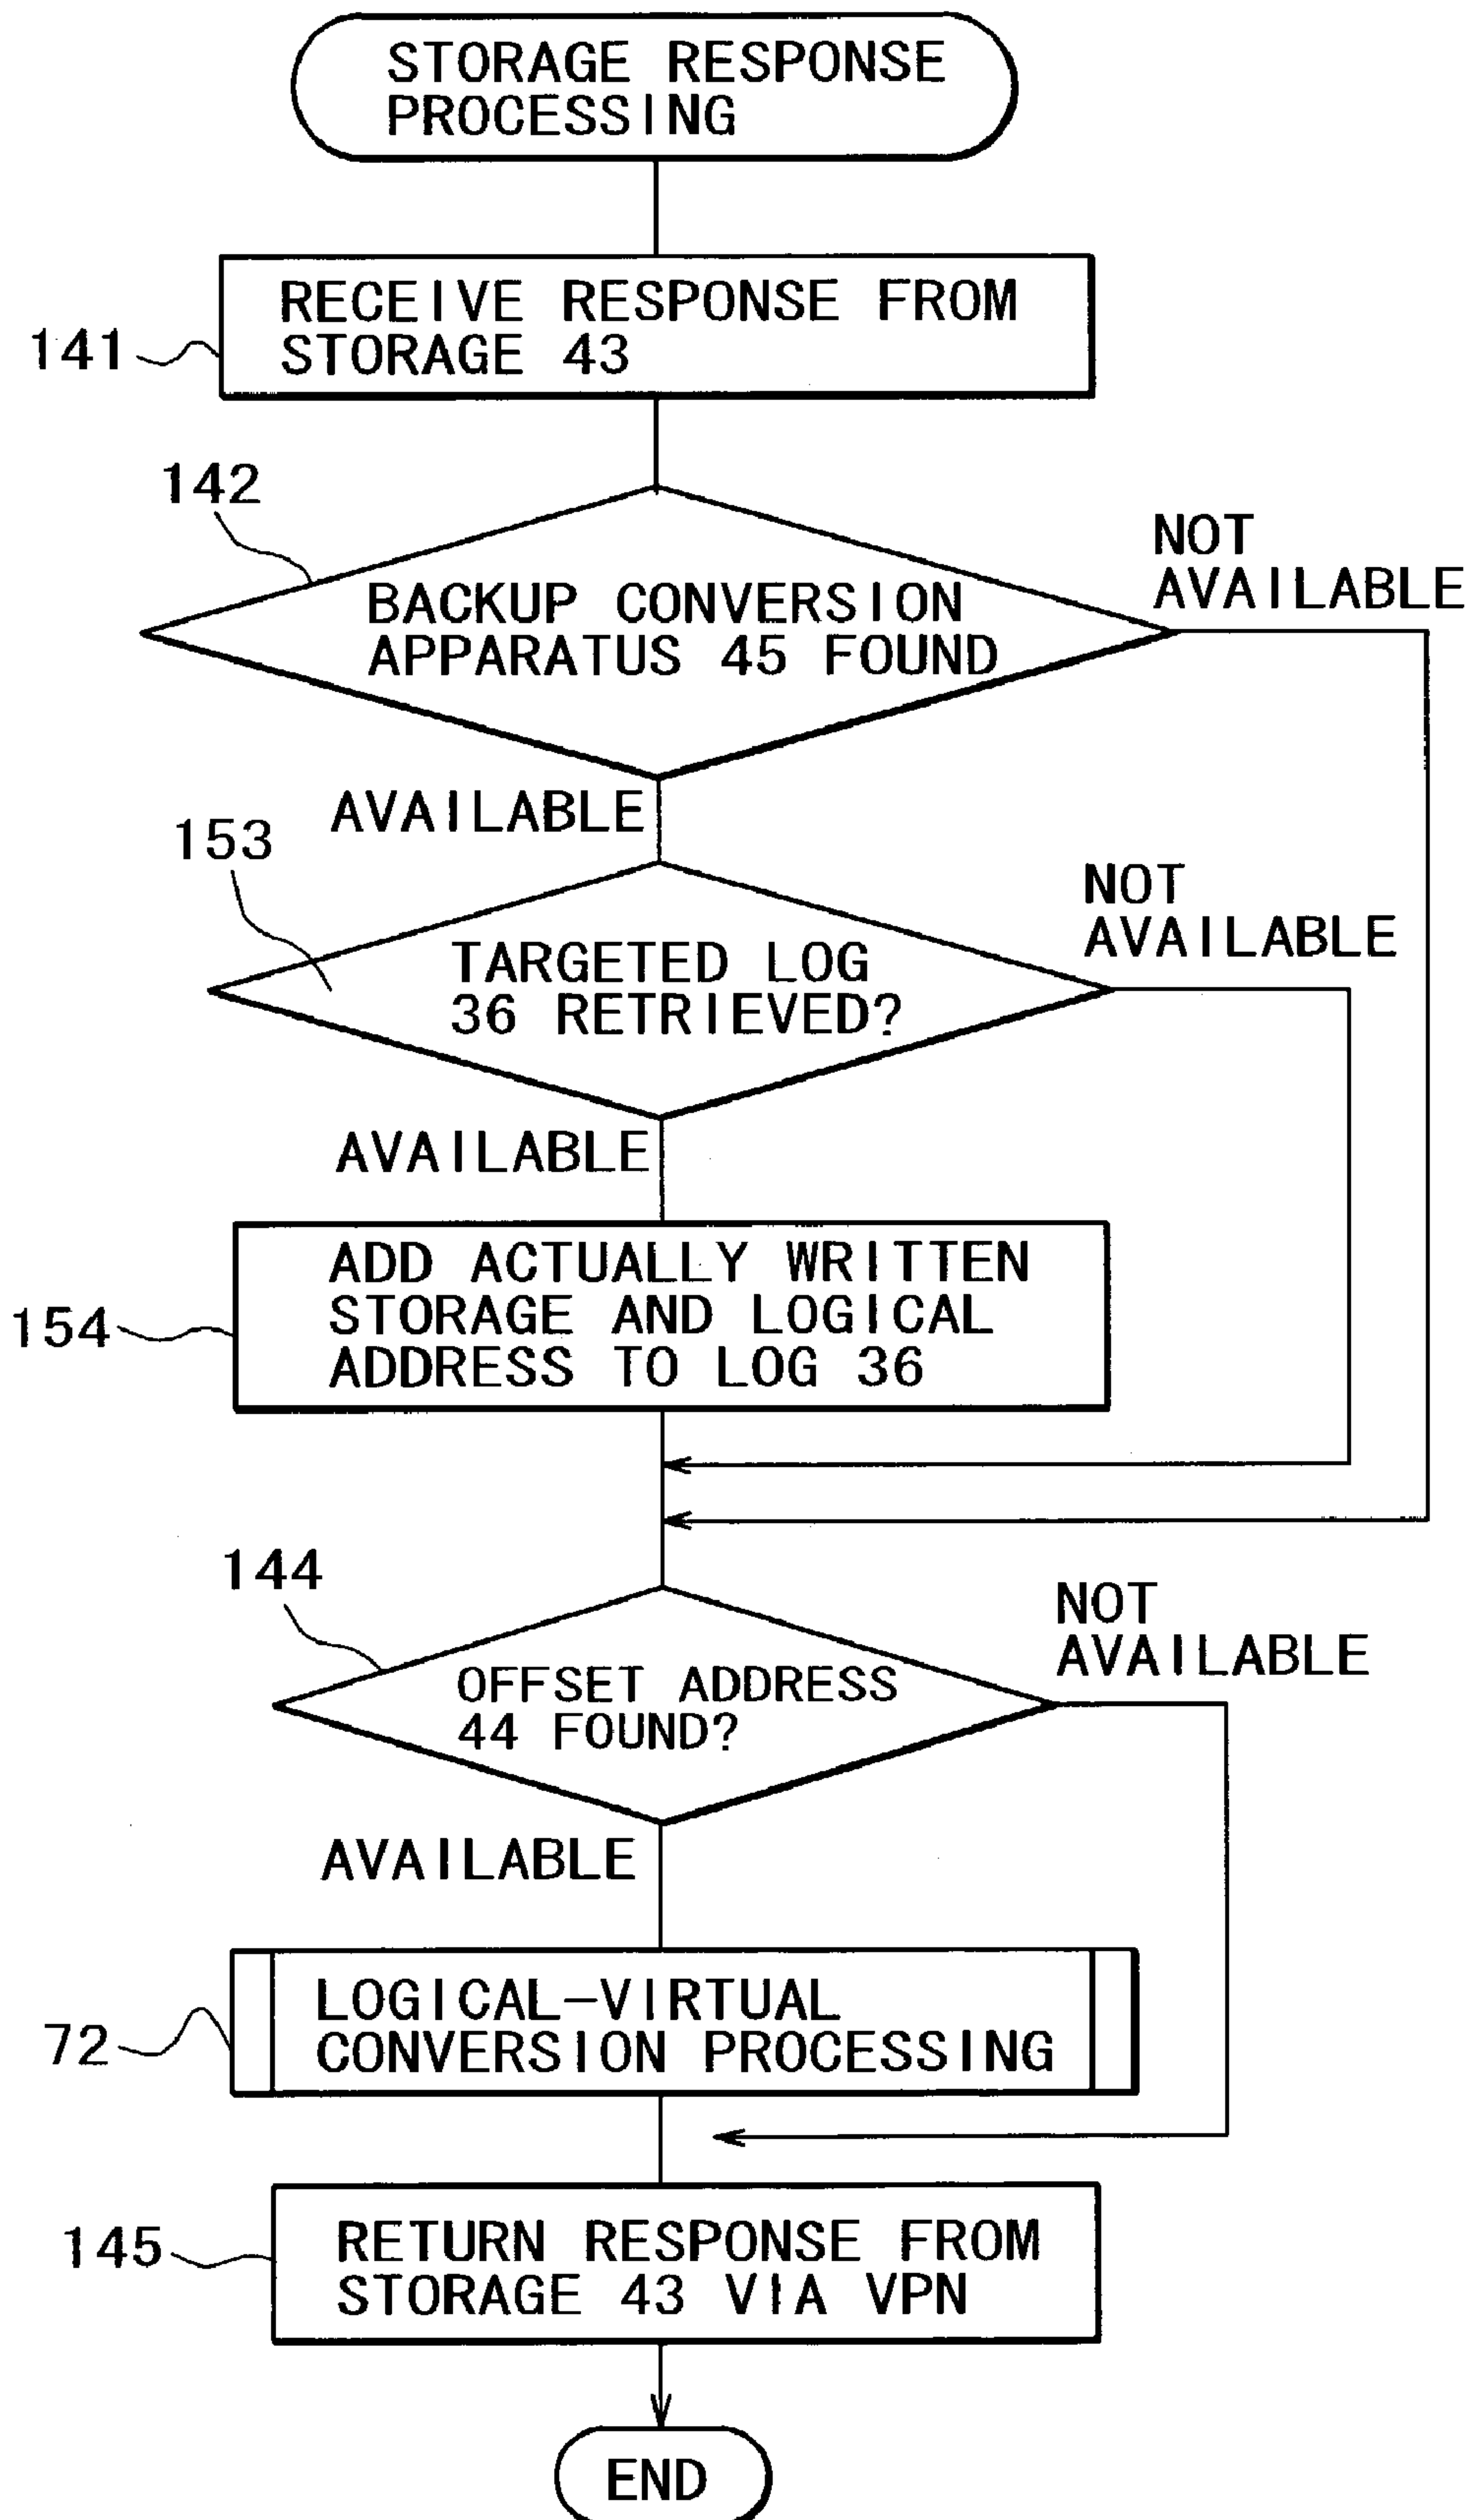 STORAGE RESPONSE
PROCESSING
RECEIVE RESPONSE FROM
STORAGE 43
141
142
NOT
AVAILABLE
BACKUP CONVERSION
APPARATUS 45 FOUND
AVAILABLE
153
NOT
AVAILABLE
TARGETED LOG
36 RETRIEVED?
AVAILABLE
ADD ACTUALLY WRITTEN
STORAGE AND LOGICAL
ADDRESS TO LOG 36
154
144
NOT
AVAILABLE
OFFSET ADDRESS
44 FOUND?
AVAILABLE
LOGICAL-VIRTUAL
CONVERSION PROCESSING
72
RETURN RESPONSE FROM
STORAGE 43 VIA VPN
145
END